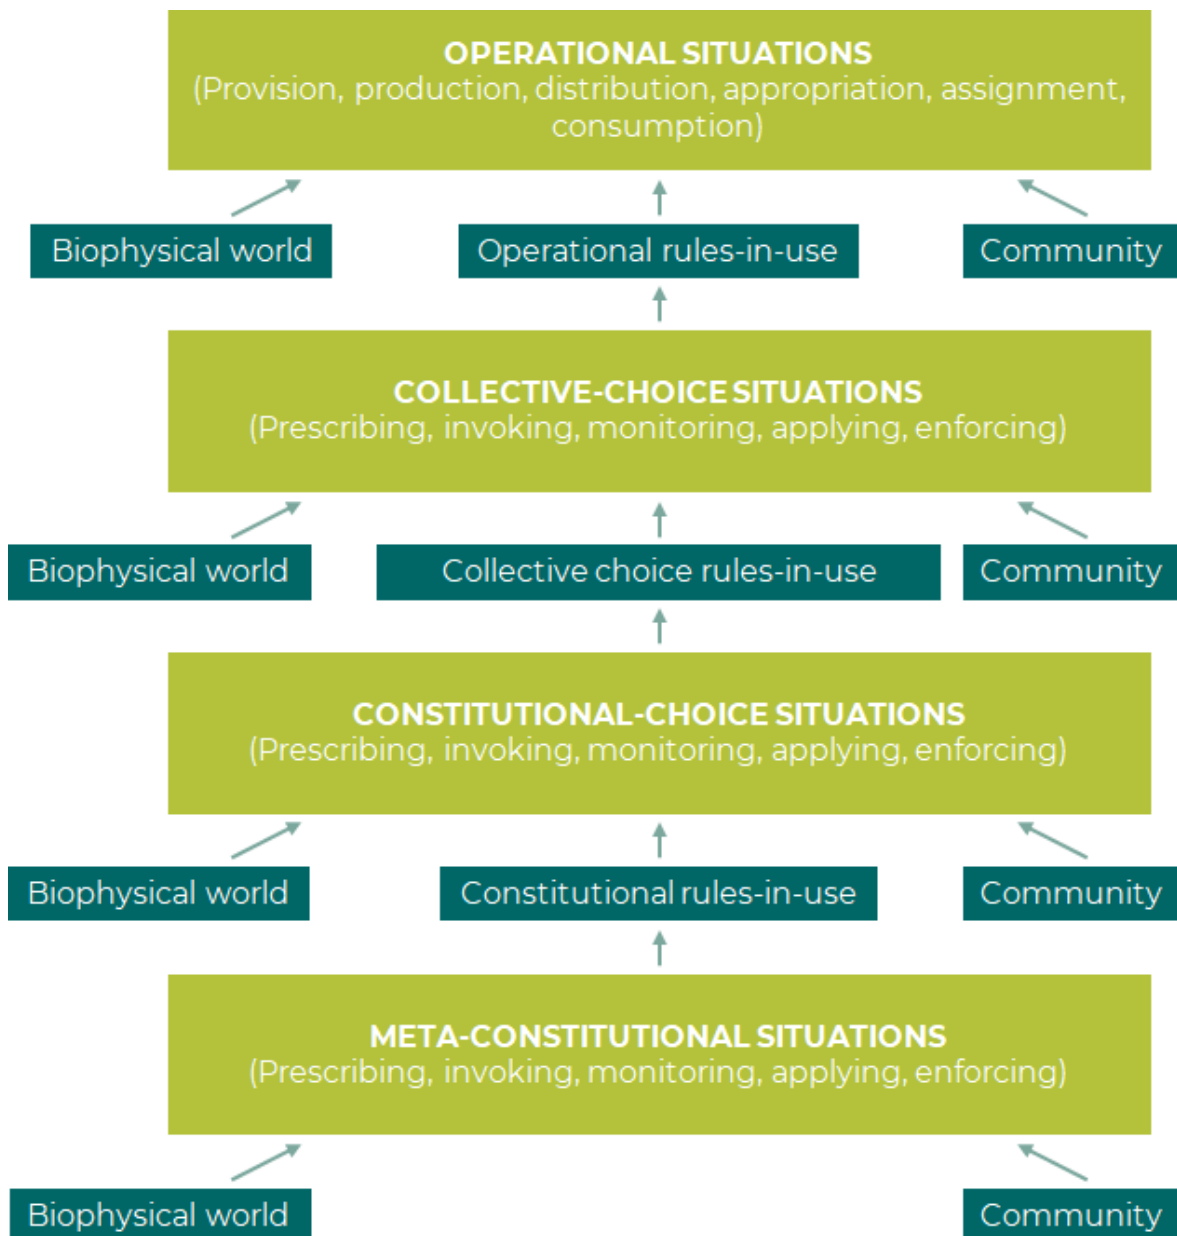 OPERATIONAL SITUATIONS
(Provision, production, distribution, appropriation, assignment,
consumption)
Biophysical world
Operational rules-in-use
Community
COLLECTIVE-CHOICE SITUATIONS
(Prescribing, invoking, monitoring, applying, enforcing)
Biophysical world
Collective choice rules-in-use
Community
CONSTITUTIONAL-CHOICE SITUATIONS
(Prescribing, invoking, monitoring, applying, enforcing)
Biophysical world
Constitutional rules-in-use
Community
META-CONSTITUTIONAL SITUATIONS
(Prescribing, invoking, monitoring, applying, enforcing)
Biophysical world
Community